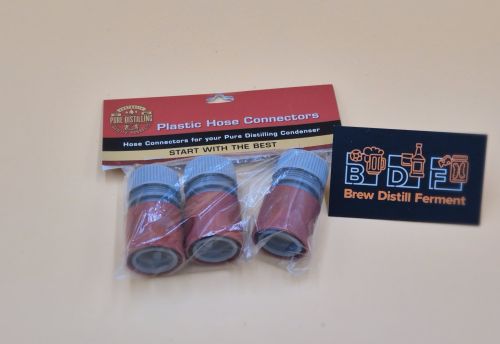 AUSTRALIA
PURE DISTILLING
Plastic Hose Connectors
Hose Connectors for your Pure Distilling Condenser
START WITH THE BEST
B D F
Brew Distill Ferment